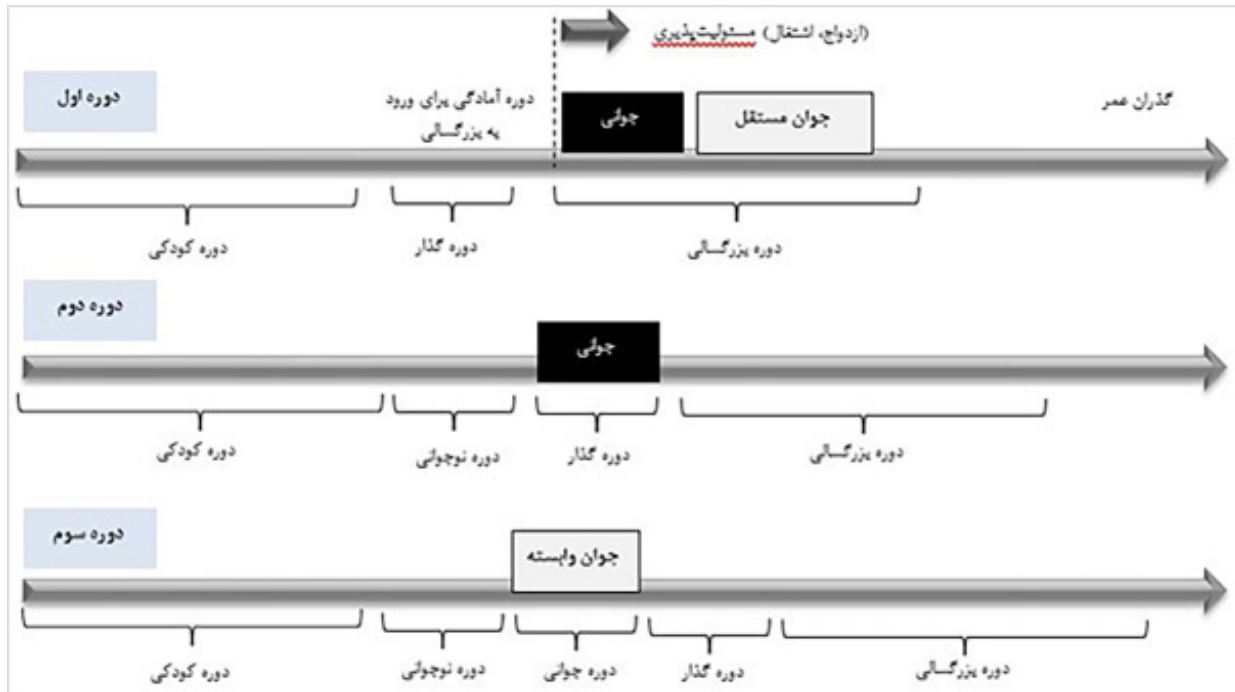 (ازدواج، اشتغال) مسئولیت‌پذیری
دوره اول
دوره آمادگی برای ورود
به بزرگسالی
جوانی
جوان مستقل
گذران عمر
دوره کودکی
دوره گذار
دوره بزرگسالی
دوره دوم
جوانی
دوره کودکی
دوره نوجوانی
دوره گذار
دوره بزرگسالی
دوره سوم
جوان وابسته
دوره کودکی
دوره نوجوانی
دوره جوانی
دوره گذار
دوره بزرگسالی